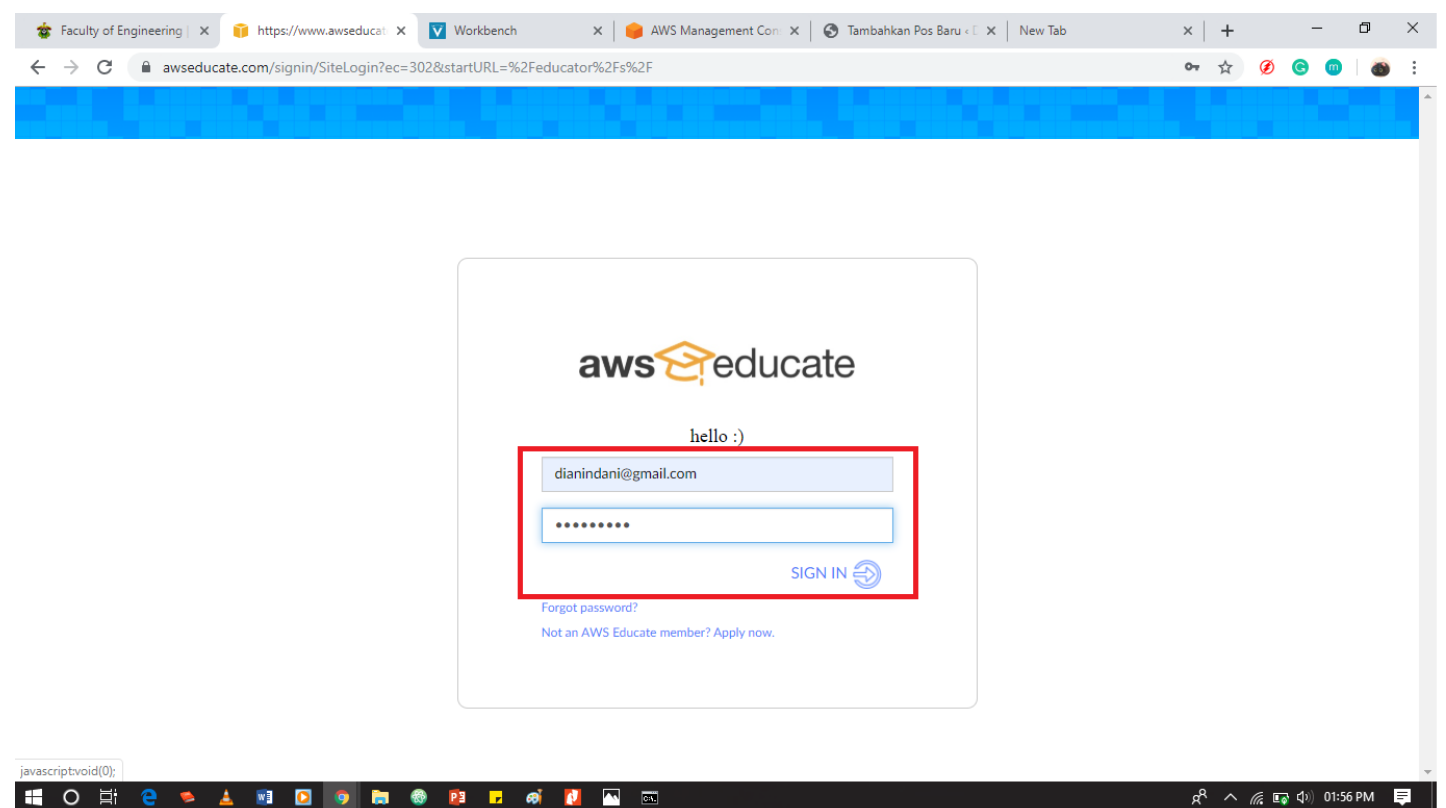 Faculty of Engineering |
https://www.awseducat
Workbench
AWS Management Con
Tambahkan Pos Baru ‹ D
New Tab
awseducate.com/signin/SiteLogin?ec=302&startURL=%2Feducator%2Fs%2F
aws educate
hello :)
dianindani@gmail.com
•••••••••
SIGN IN
Forgot password?
Not an AWS Educate member? Apply now.
javascript:void(0);
01:56 PM